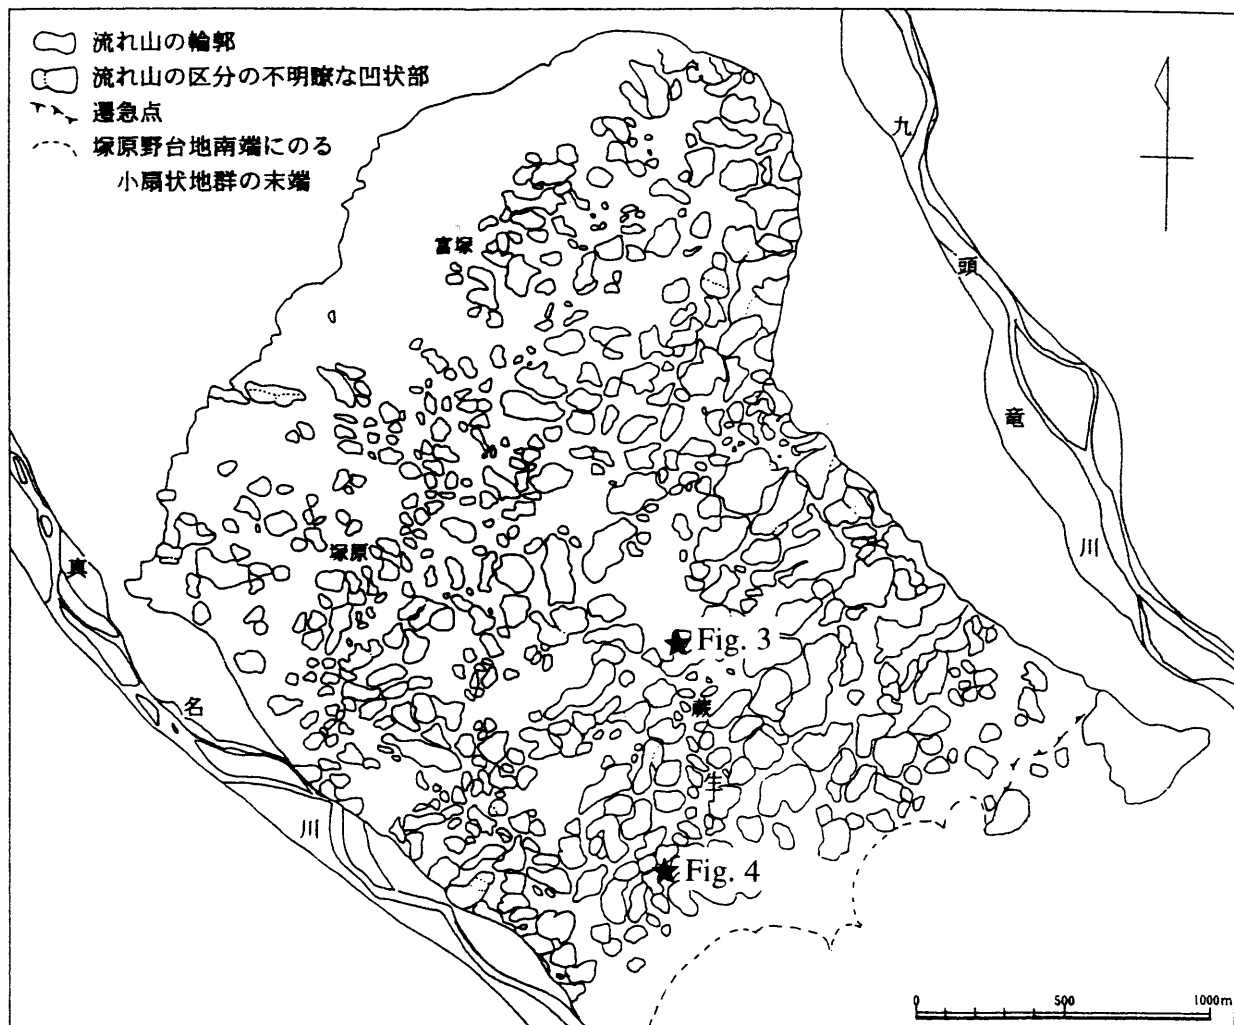 流れ山の輪郭
流れ山の区分の不明瞭な凹状部
遷急点
塚原野台地南端にのる
小扇状地群の末端
九
頭
竜
川
富塚
塚原
真
名
川
Fig. 3
蕨
生
Fig. 4
0
500
1000m